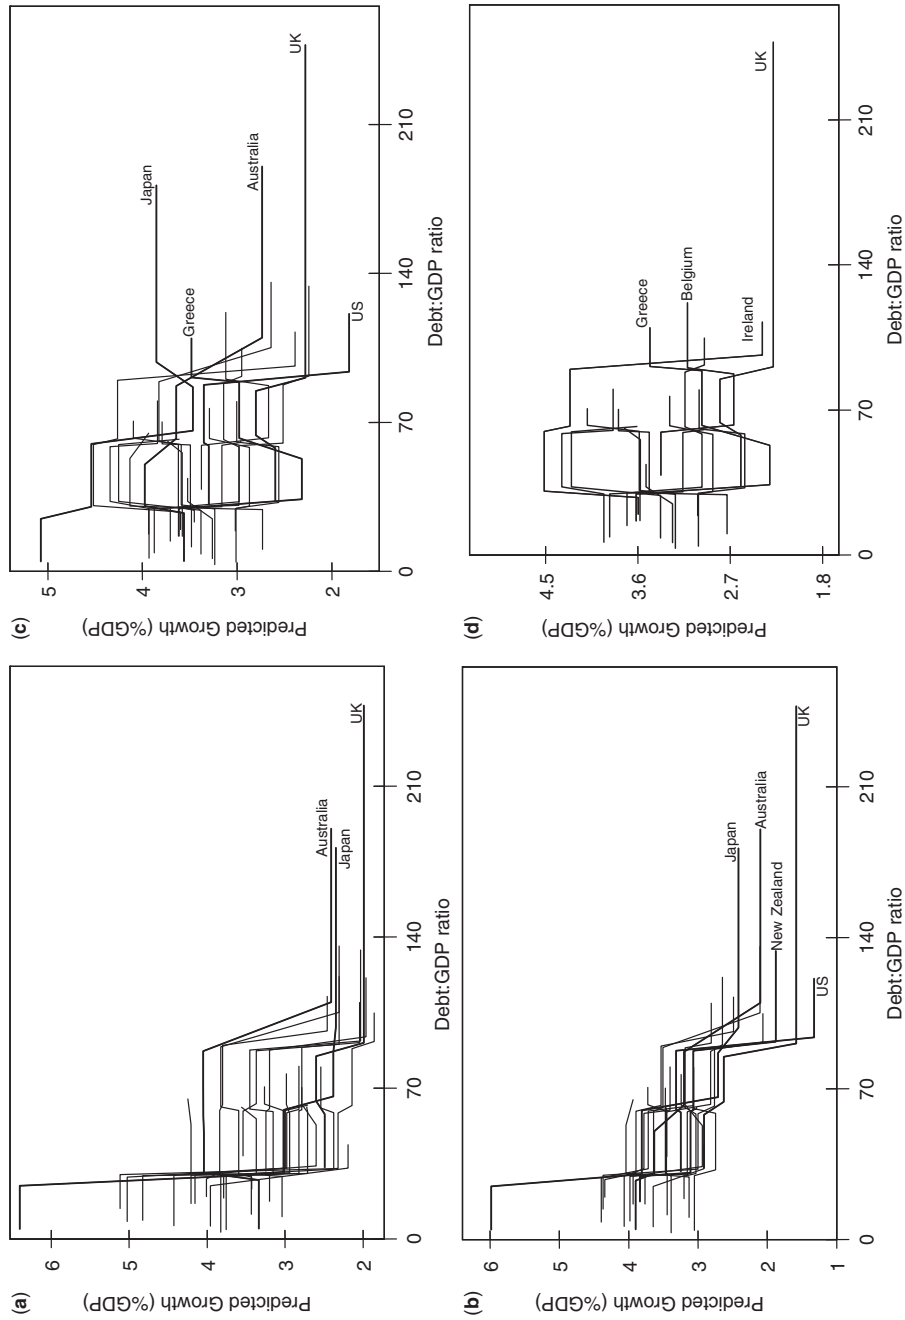 (a)
Predicted Growth (%GDP)
6
5
4
3
2
0
70
140
210
Debt:GDP ratio
Australia
Japan
UK
(b)
Predicted Growth (%GDP)
6
5
4
3
2
1
0
70
140
210
Debt:GDP ratio
Japan
Australia
New Zealand
UK
US
(c)
Predicted Growth (%GDP)
5
4
3
2
0
70
140
210
Debt:GDP ratio
Japan
Greece
Australia
UK
US
(d)
Predicted Growth (%GDP)
4.5
3.6
2.7
1.8
0
70
140
210
Debt:GDP ratio
Greece
Belgium
Ireland
UK